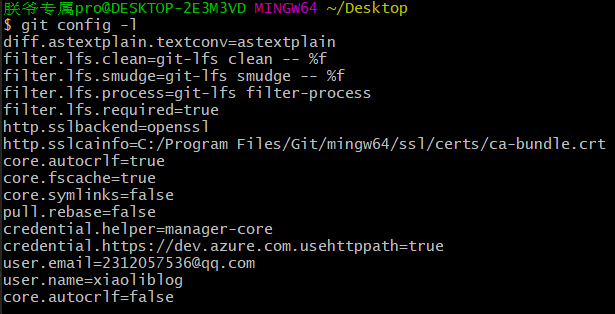 朕爷专属pro@DESKTOP-2E3M3VD MINGW64 ~/Desktop
$ git config -l
diff.astextplain.textconv=astextplain
filter.lfs.clean=git-lfs clean -- %f
filter.lfs.smudge=git-lfs smudge -- %f
filter.lfs.process=git-lfs filter-process
filter.lfs.required=true
http.sslbackend=openssl
http.sslcainfo=C:/Program Files/Git/mingw64/ssl/certs/ca-bundle.crt
core.autocrlf=true
core.fscache=true
core.symlinks=false
pull.rebase=false
credential.helper=manager-core
credential.https://dev.azure.com.usehttppath=true
user.email=2312057536@qq.com
user.name=xiaoliblog
core.autocrlf=false